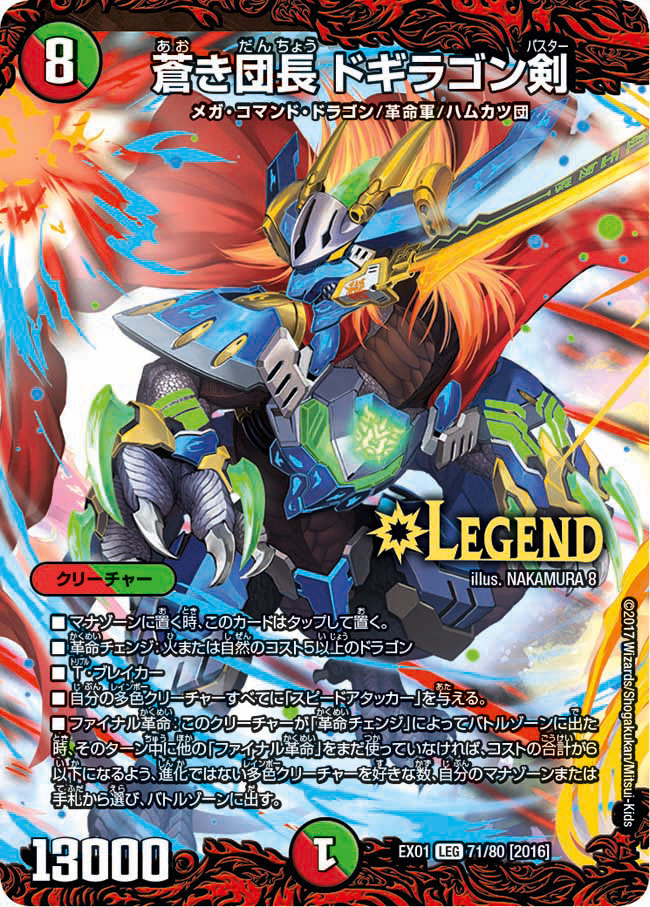 8
蒼き団長 ドギラゴン剣
あお だんちょう バスター
メガ・コマンド・ドラゴン/革命軍/ハムカツ団
LEGEND
illus. NAKAMURA 8
クリーチャー
■マナゾーンに置く時、このカードはタップして置く。
■革命チェンジ：火または自然のコスト5以上のドラゴン
■T・ブレイカー
■自分の多色クリーチャーすべてに「スピードアタッカー」を与える。
■ファイナル革命：このクリーチャーが「革命チェンジ」によってバトルゾーンに出た
時、そのターン中に他の「ファイナル革命」をまだ使っていなければ、コストの合計が6
以下になるよう、進化ではない多色クリーチャーを好きな数、自分のマナゾーンまたは
手札から選び、バトルゾーンに出す。
13000
1
EX01 LEG 71/80 [2016]
©2017 Wizards/Shogakukan/Mitsui-Kids